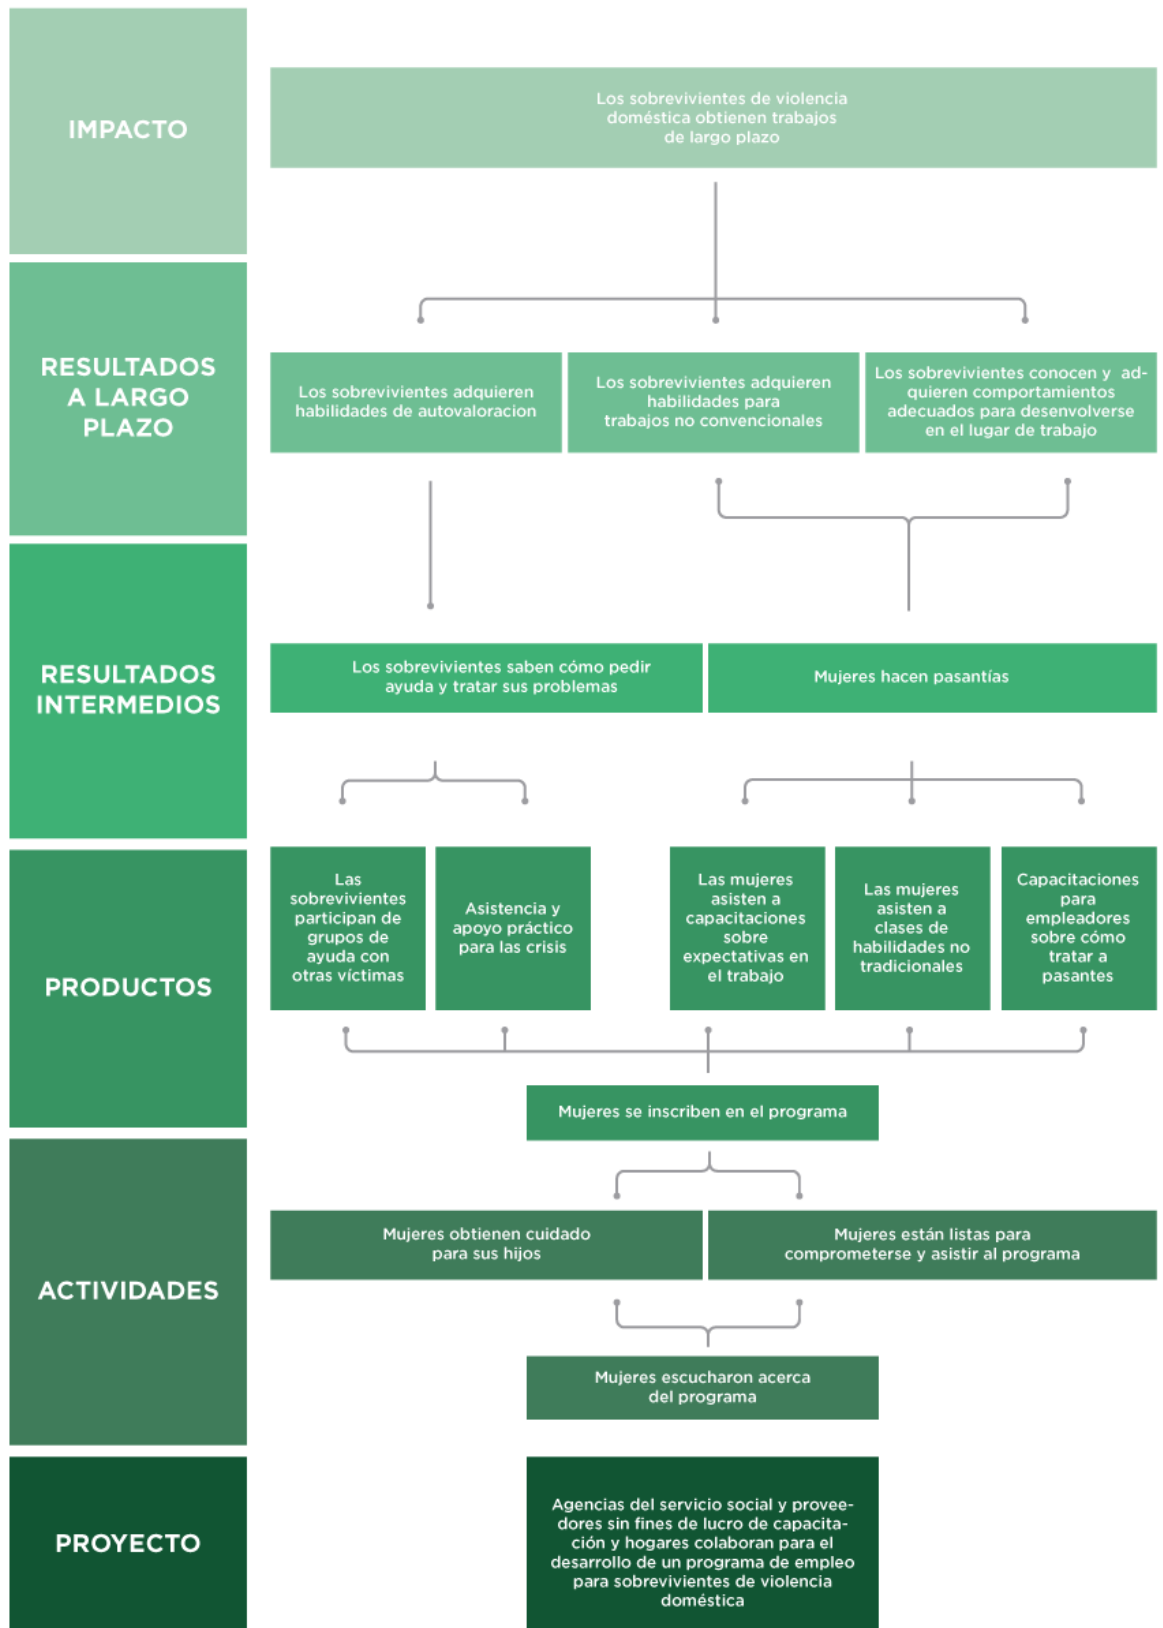 IMPACTO
Los sobrevivientes de violencia
doméstica obtienen trabajos
de largo plazo
RESULTADOS
A LARGO
PLAZO
Los sobrevivientes adquieren
habilidades de autovaloracion
Los sobrevivientes adquieren
habilidades para
trabajos no convencionales
Los sobrevivientes conocen y ad-
quieren comportamientos
adecuados para desenvolverse
en el lugar de trabajo
RESULTADOS
INTERMEDIOS
Los sobrevivientes saben cómo pedir
ayuda y tratar sus problemas
Mujeres hacen pasantías
PRODUCTOS
Las
sobrevivientes
participan de
grupos de
ayuda con
otras víctimas
Asistencia y
apoyo práctico
para las crisis
Las mujeres
asisten a
capacitaciones
sobre
expectativas en
el trabajo
Las mujeres
asisten a
clases de
habilidades no
tradicionales
Capacitaciones
para
empleadores
sobre cómo
tratar a
pasantes
Mujeres se inscriben en el programa
ACTIVIDADES
Mujeres obtienen cuidado
para sus hijos
Mujeres están listas para
comprometerse y asistir al programa
Mujeres escucharon acerca
del programa
PROYECTO
Agencias del servicio social y provee-
dores sin fines de lucro de capacita-
ción y hogares colaboran para el
desarrollo de un programa de empleo
para sobrevivientes de violencia
doméstica